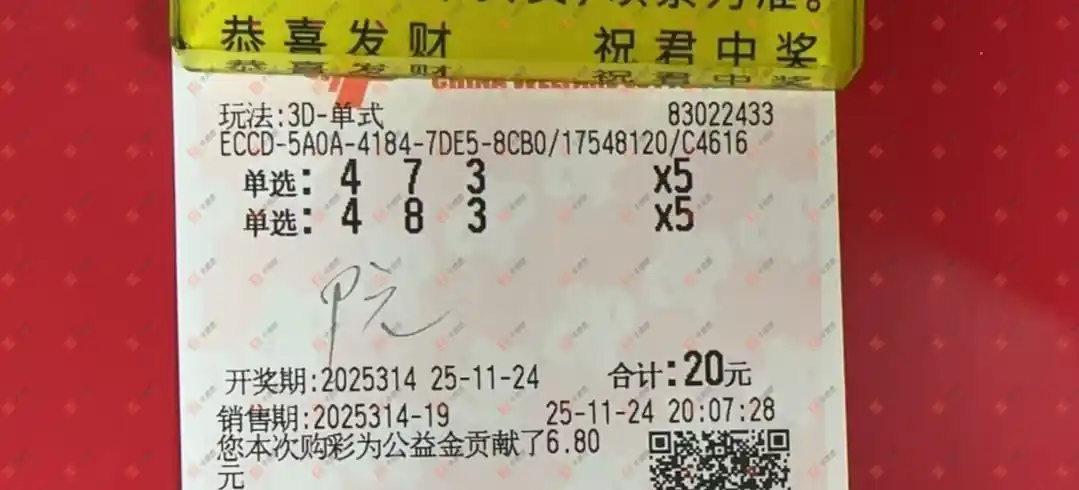 恭喜发财 祝君中奖
玩法:3D-单式 83022433
ECCD-5A0A-4184-7DE5-8CB0/17548120/C4616
单选: 4 7 3 x5
单选: 4 8 3 x5
开奖期:2025314 25-11-24 合计:20元
销售期:2025314-19 25-11-24 20:07:28
您本次购彩为公益金贡献了6.80
元